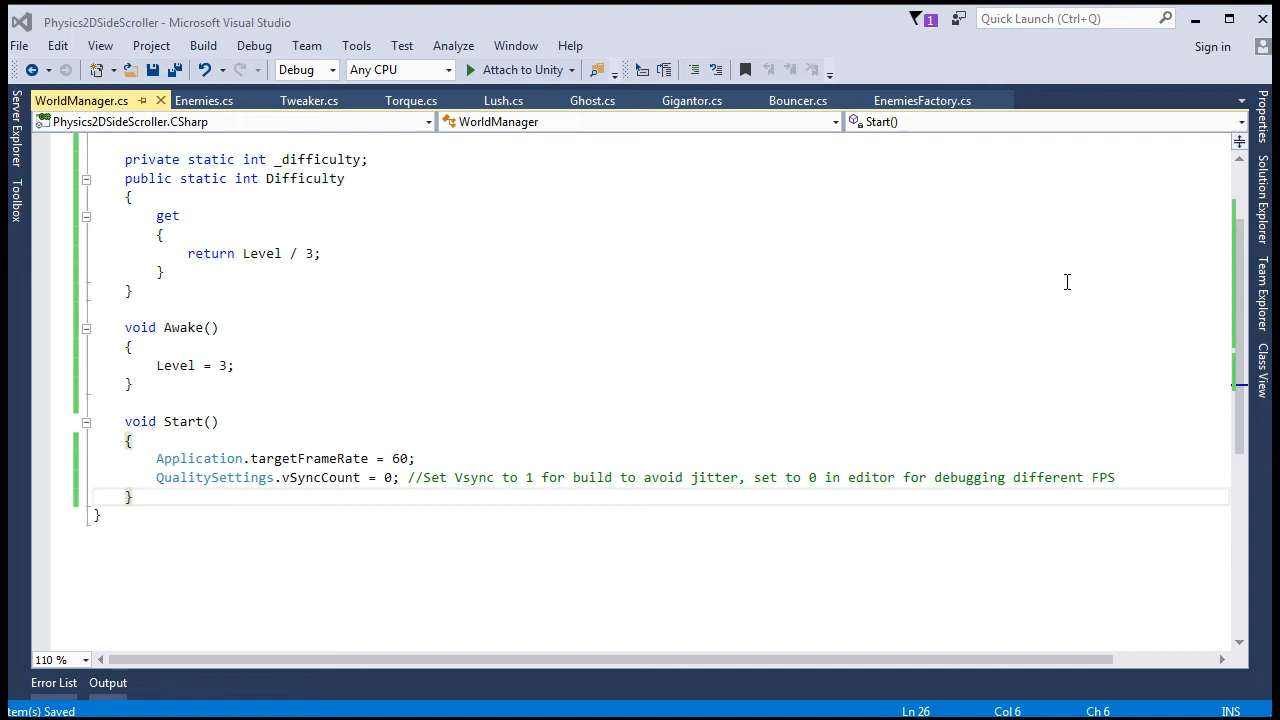 Physics2DSideScroller - Microsoft Visual Studio
1
Quick Launch (Ctrl+Q)
File Edit View Project Build Debug Team Tools Test Analyze Window Help
Sign in
Debug Any CPU Attach to Unity
WorldManager.cs Enemies.cs Tweaker.cs Torque.cs Lush.cs Ghost.cs Gigantor.cs Bouncer.cs EnemiesFactory.cs
Physics2DSideScroller.CSharp WorldManager Start()
Server Explorer
Toolbox
Properties
Solution Explorer
Team Explorer
Class View
private static int _difficulty;
public static int Difficulty
{
get
{
return Level / 3;
}
}
void Awake()
{
Level = 3;
}
void Start()
{
Application.targetFrameRate = 60;
QualitySettings.vSyncCount = 0; //Set Vsync to 1 for build to avoid jitter, set to 0 in editor for debugging different FPS
}
}
110 %
Error List Output
tem(s) Saved Ln 26 Col 6 Ch 6 INS